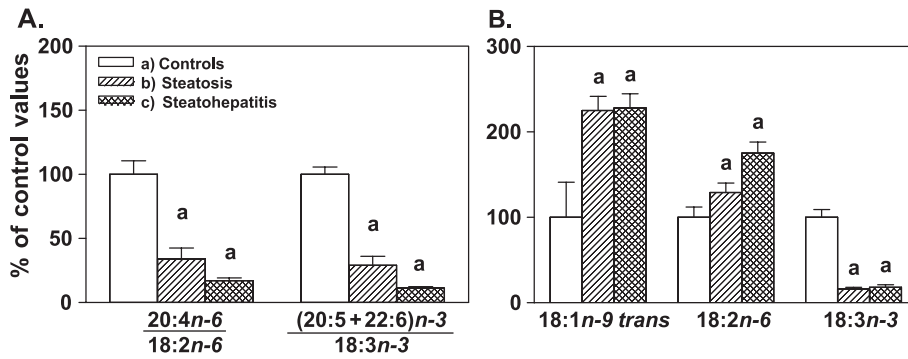 A.
% of control values
200
150
100
50
0
a) Controls
b) Steatosis
c) Steatohepatitis
a
a
a
a
20:4n-6
18:2n-6
(20:5 + 22:6)n-3
18:3n-3
B.
300
200
100
0
a a
a
a
a a
18:1n-9 trans 18:2n-6 18:3n-3